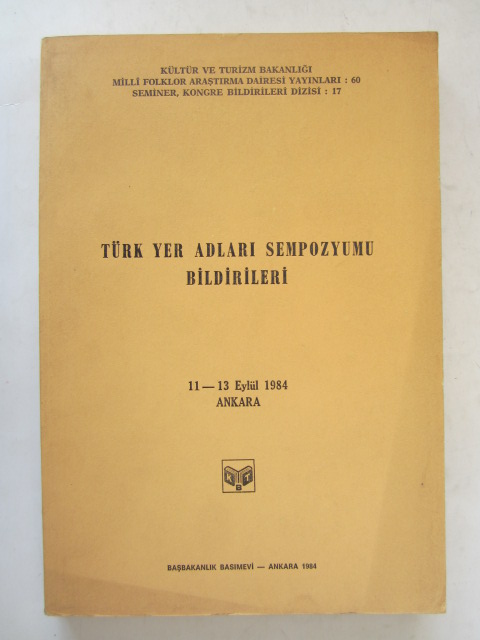 KÜLTÜR VE TURİZM BAKANLIĞI
MİLLİ FOLKLOR ARAŞTIRMA DAİRESİ YAYINLARI : 60
SEMİNER, KONGRE BİLDİRİLERİ DİZİSİ : 17
TÜRK YER ADLARI SEMPOZYUMU
BİLDİRİLERİ
11 — 13 Eylül 1984
ANKARA
K T
B
BAŞBAKANLIK BASIMEVİ — ANKARA 1984